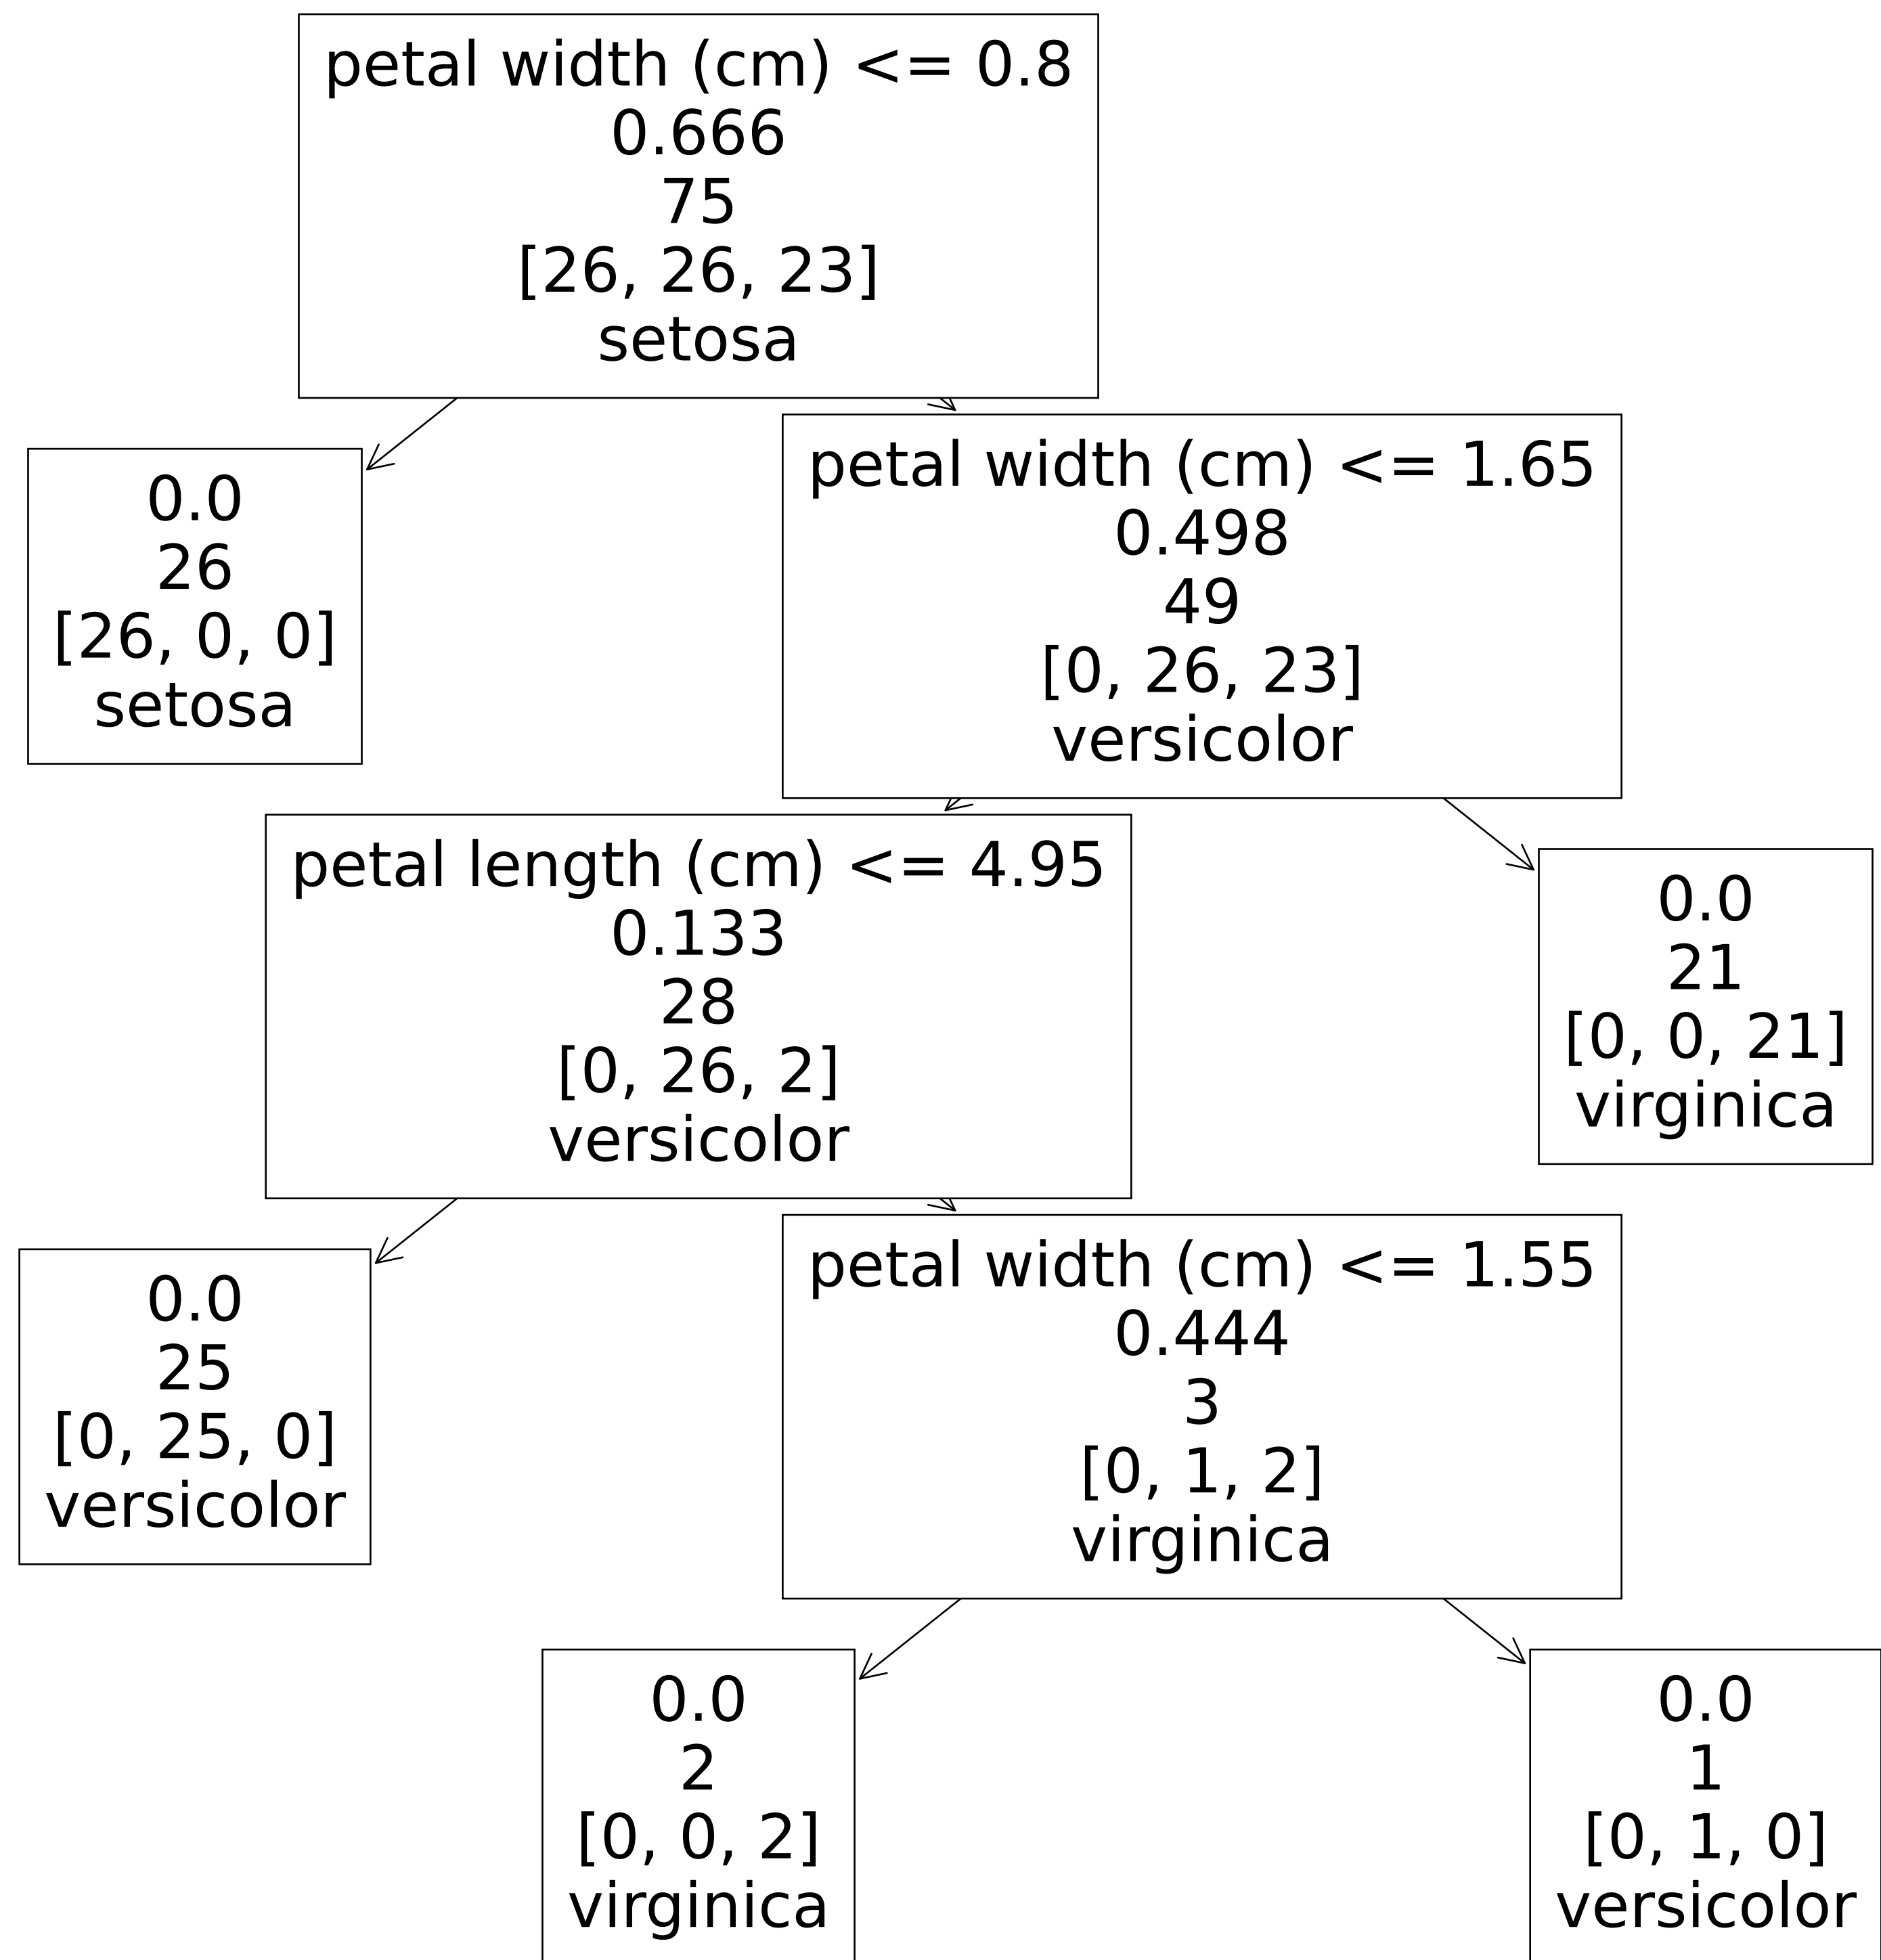 petal width (cm) <= 0.8
0.666
75
[26, 26, 23]
setosa
0.0
26
[26, 0, 0]
setosa
petal width (cm) <= 1.65
0.498
49
[0, 26, 23]
versicolor
petal length (cm) <= 4.95
0.133
28
[0, 26, 2]
versicolor
0.0
21
[0, 0, 21]
virginica
0.0
25
[0, 25, 0]
versicolor
petal width (cm) <= 1.55
0.444
3
[0, 1, 2]
virginica
0.0
2
[0, 0, 2]
virginica
0.0
1
[0, 1, 0]
versicolor